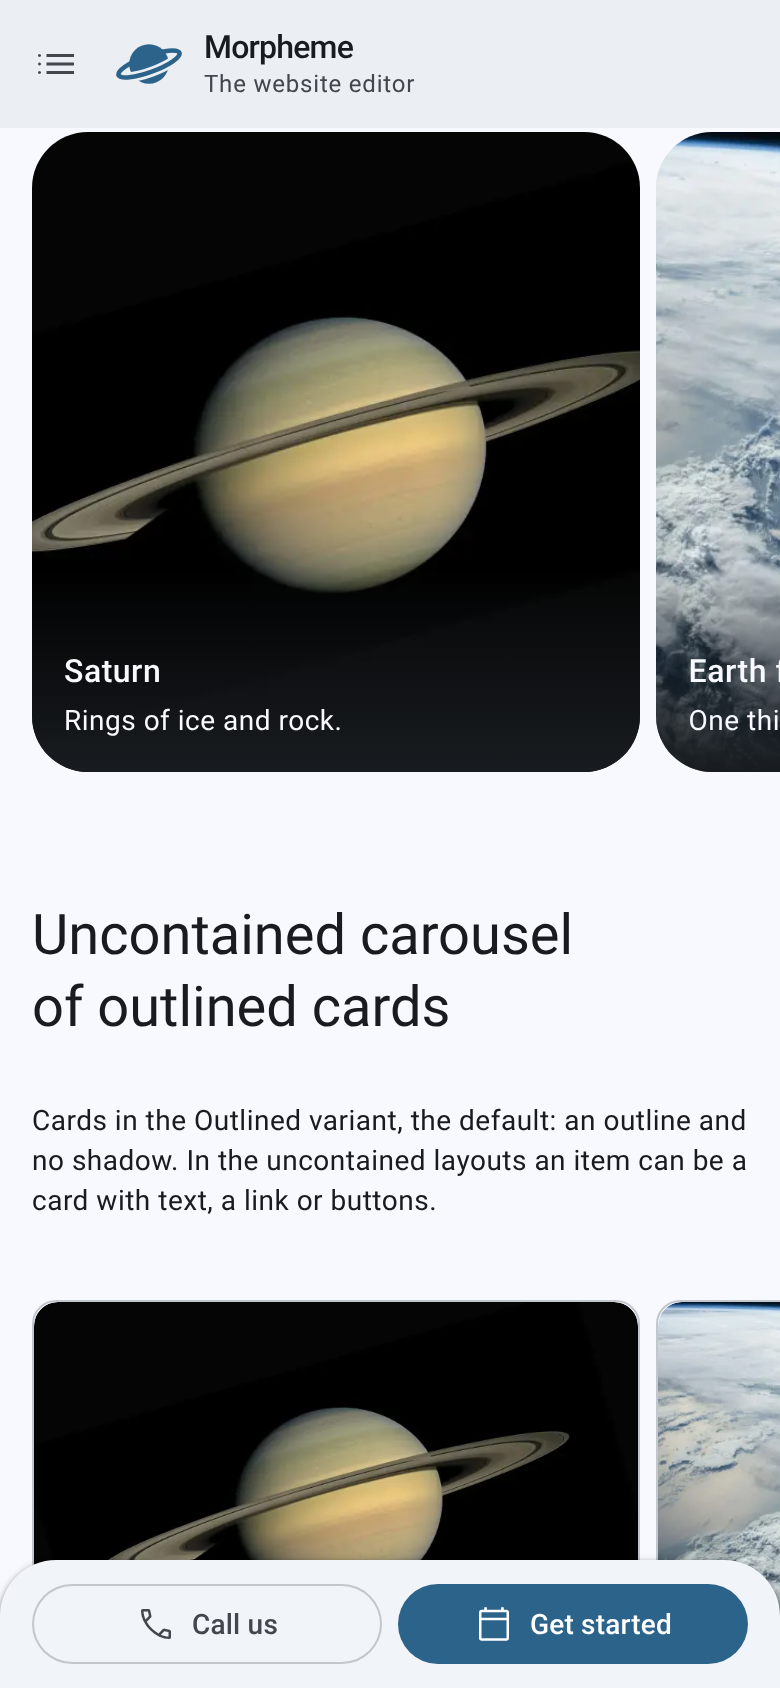 Morpheme
The website editor
Saturn
Rings of ice and rock.
Earth
One
Uncontained carousel
of outlined cards
Cards in the Outlined variant, the default: an outline and
no shadow. In the uncontained layouts an item can be a
card with text, a link or buttons.
Call us
Get started